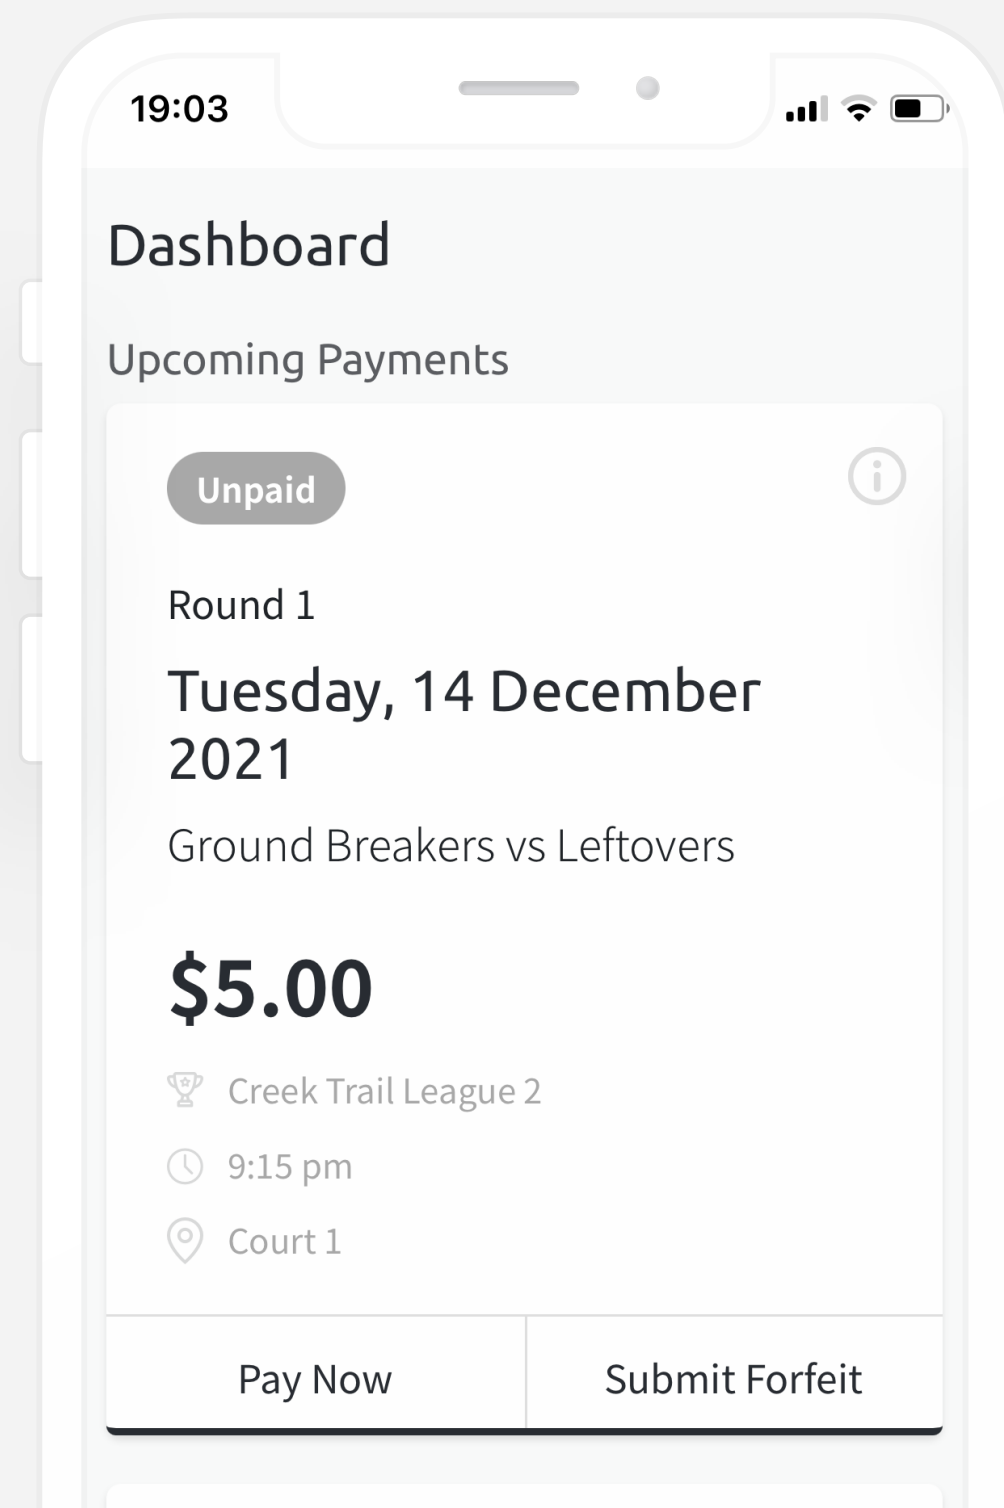 19:03
Dashboard
Upcoming Payments
Unpaid
Round 1
Tuesday, 14 December
2021
Ground Breakers vs Leftovers
$5.00
Creek Trail League 2
9:15 pm
Court 1
Pay Now
Submit Forfeit